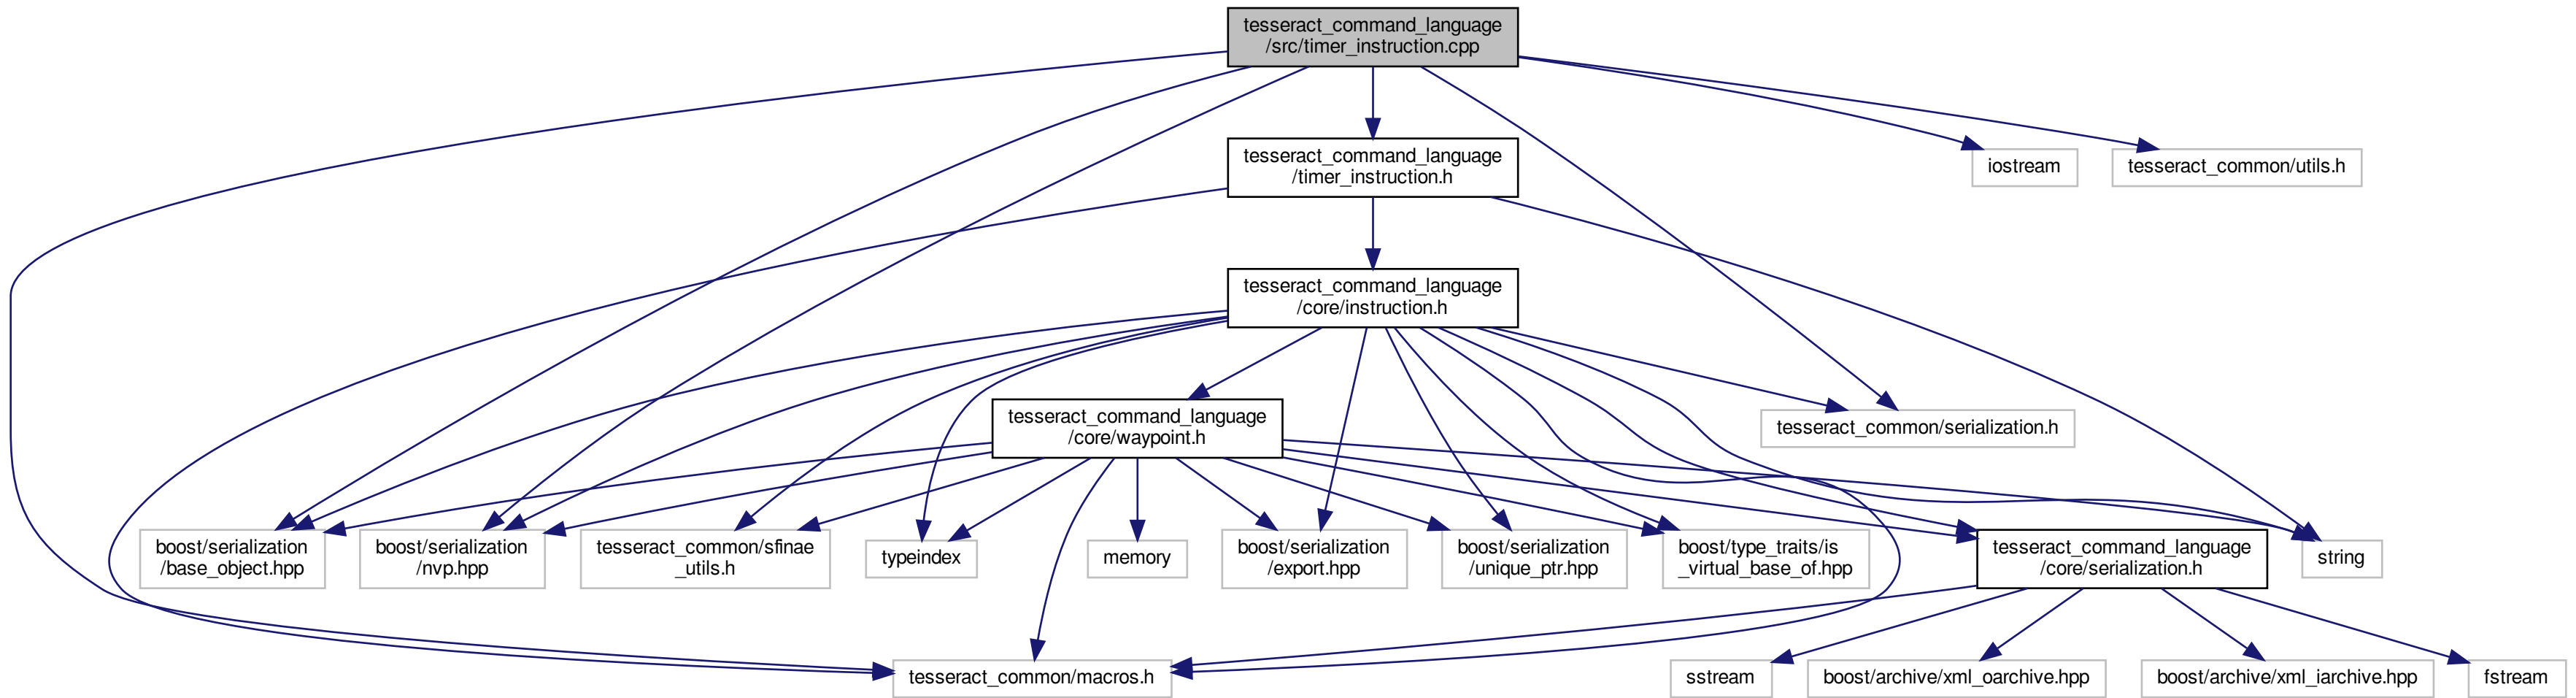 tesseract_command_language
/src/timer_instruction.cpp
tesseract_command_language
/timer_instruction.h
iostream
tesseract_common/utils.h
tesseract_command_language
/core/instruction.h
tesseract_command_language
/core/waypoint.h
tesseract_common/serialization.h
boost/serialization
/base_object.hpp
boost/serialization
/nvp.hpp
tesseract_common/sfinae
_utils.h
typeindex
memory
boost/serialization
/export.hpp
boost/serialization
/unique_ptr.hpp
boost/type_traits/is
_virtual_base_of.hpp
tesseract_command_language
/core/serialization.h
string
tesseract_common/macros.h
sstream
boost/archive/xml_oarchive.hpp
boost/archive/xml_iarchive.hpp
fstream